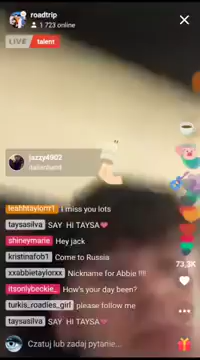 roadtrip
1 723 online
LIVE talent
jazzy4902
leahhtaylorrr1 I miss you lots
taysasilva SAY HI TAYSA❤
shineymarie Hey jack
kristinafob1 Come to Russia
xxabbietaylorxx Nickname for Abbie !!!!
itsonlybeckie_ How's your day been?
turkis_roadies_girl please follow me
taysasilva SAY HI TAYSA❤
73,3K
Czatuj lub zadaj pytanie...